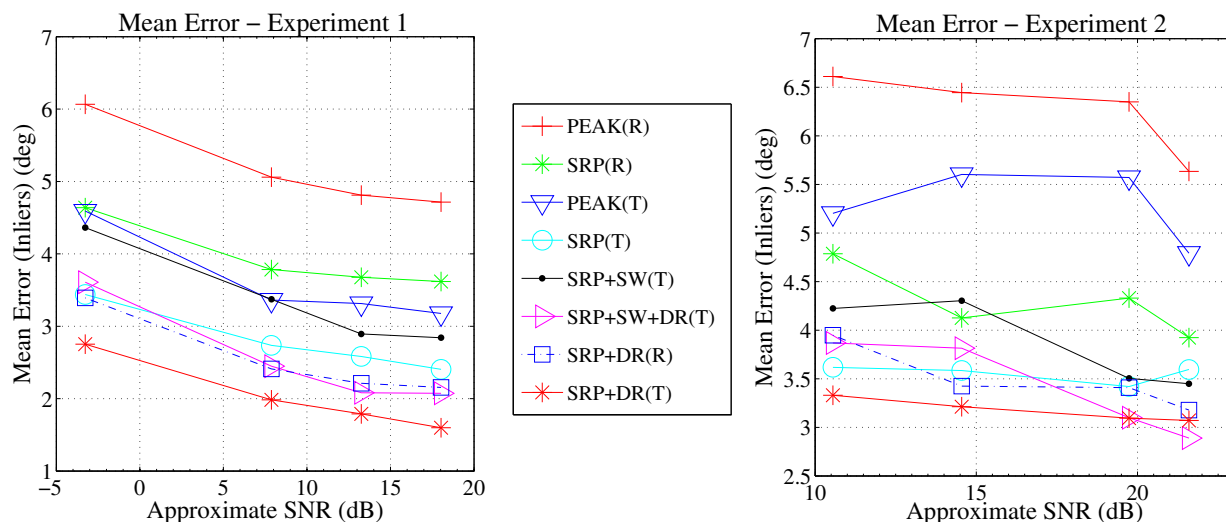 Mean Error – Experiment 1
7
6
5
4
3
2
1
−5
0
5
10
15
20
Mean Error (Inliers) (deg)
Approximate SNR (dB)
PEAK(R)
SRP(R)
PEAK(T)
SRP(T)
SRP+SW(T)
SRP+SW+DR(T)
SRP+DR(R)
SRP+DR(T)
Mean Error – Experiment 2
7
6.5
6
5.5
5
4.5
4
3.5
3
2.5
10
15
20
Mean Error (Inliers) (deg)
Approximate SNR (dB)